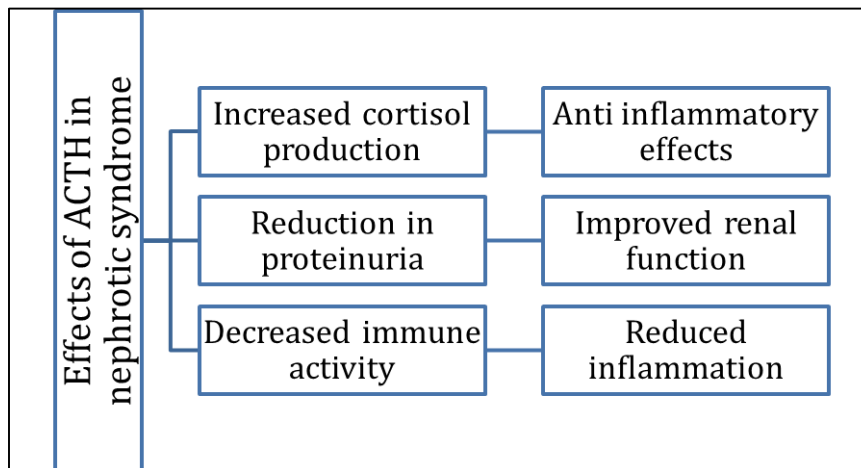 Effects of ACTH in
nephrotic syndrome
Increased cortisol
production
Anti inflammatory
effects
Reduction in
proteinuria
Improved renal
function
Decreased immune
activity
Reduced
inflammation